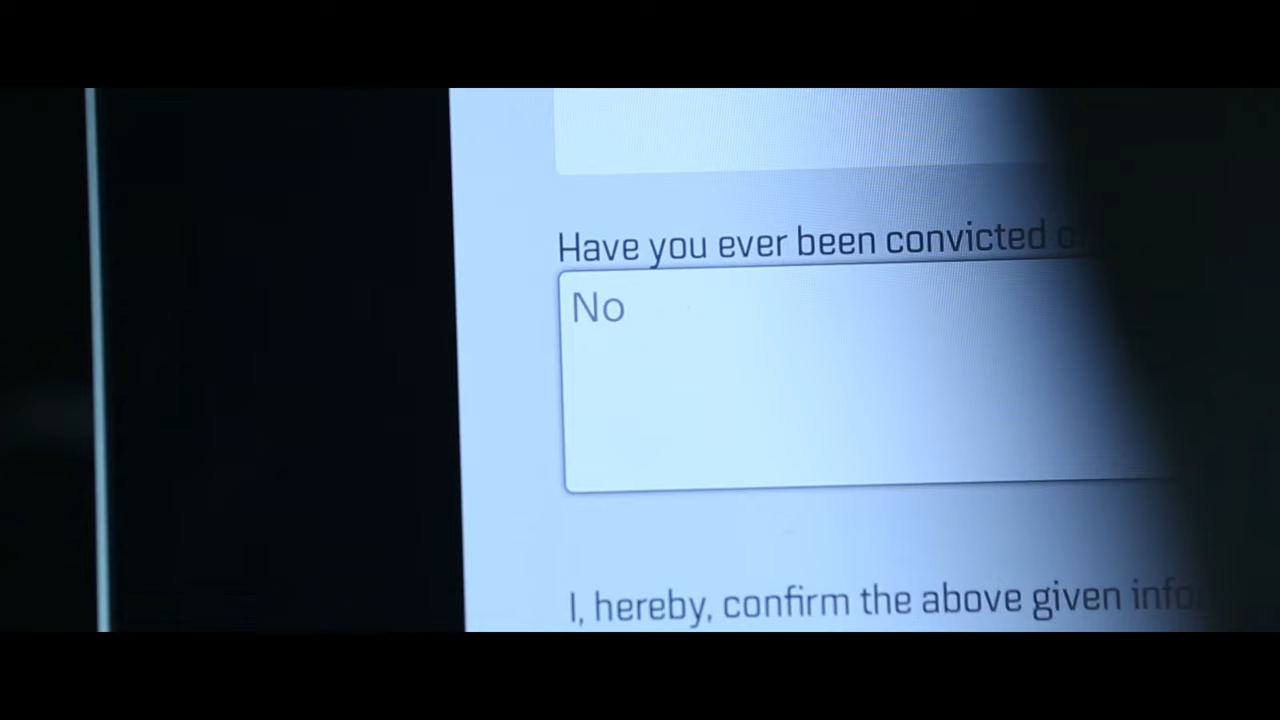 Have you ever been convicted
No
I, hereby, confirm the above given